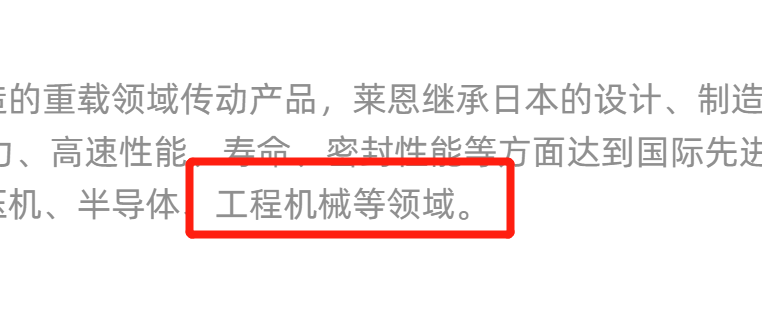 的重载领域传动产品，莱恩继承日本的设计、制造
力、高速性能、寿命、密封性能等方面达到国际先进
压机、半导体、工程机械等领域。